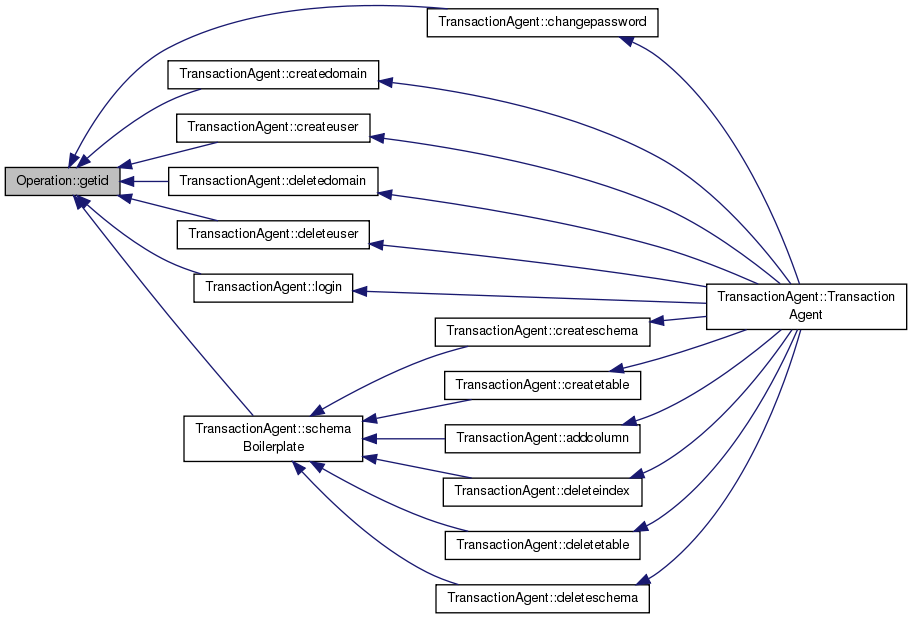 TransactionAgent::changepassword
TransactionAgent::createdomain
TransactionAgent::createuser
Operation::getid
TransactionAgent::deletedomain
TransactionAgent::deleteuser
TransactionAgent::login
TransactionAgent::Transaction
Agent
TransactionAgent::createschema
TransactionAgent::createtable
TransactionAgent::schema
Boilerplate
TransactionAgent::addcolumn
TransactionAgent::deleteindex
TransactionAgent::deletetable
TransactionAgent::deleteschema